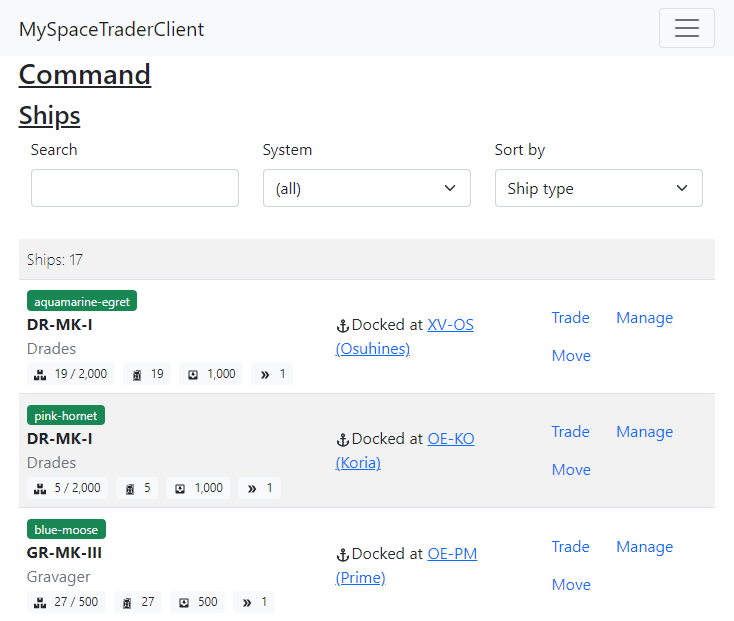 MySpaceTraderClient
Command
Ships
Search System Sort by
(all) Ship type
Ships: 17
aquamarine-egret
DR-MK-I
Drades
19 / 2,000 19 1,000 1
Docked at XV-OS
(Osuhines)
Trade Manage
Move
pink-hornet
DR-MK-I
Drades
5 / 2,000 5 1,000 1
Docked at OE-KO
(Koria)
Trade Manage
Move
blue-moose
GR-MK-III
Gravager
27 / 500 27 500 1
Docked at OE-PM
(Prime)
Trade Manage
Move